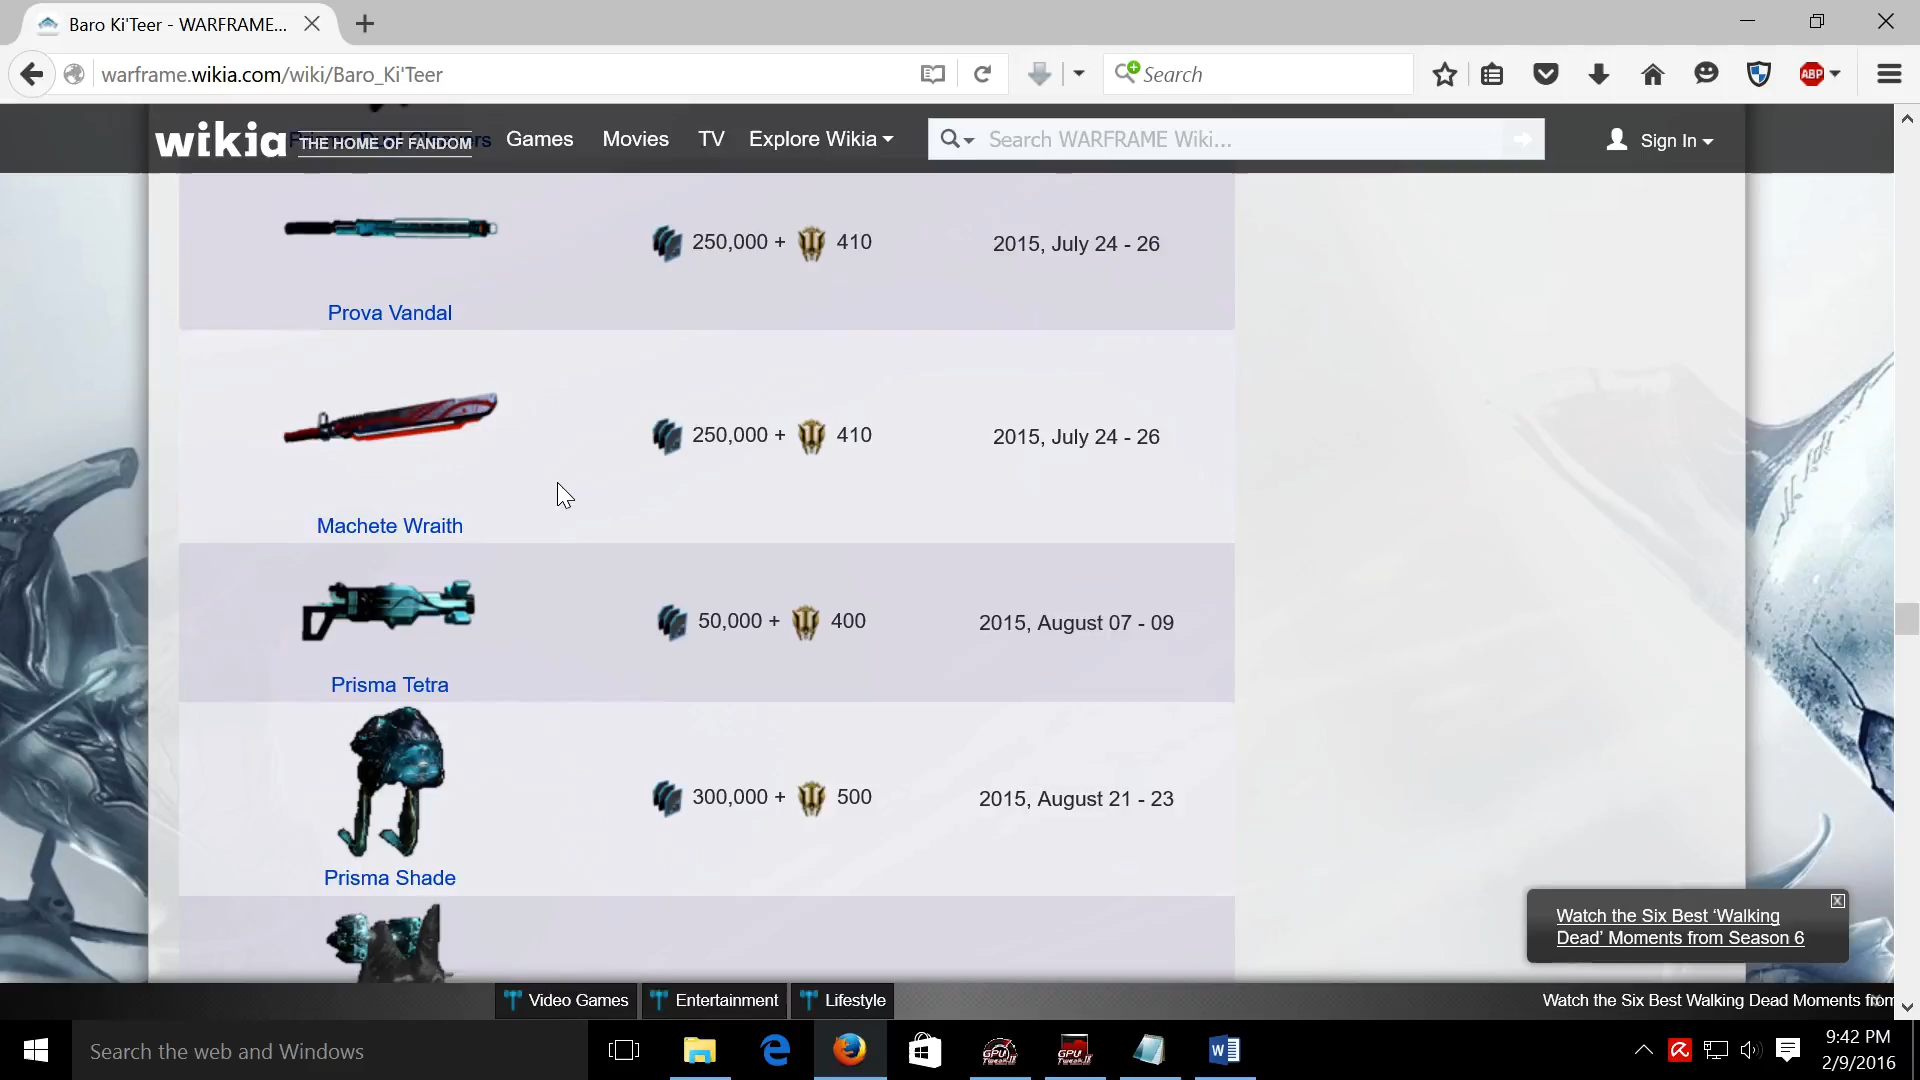 Baro Ki'Teer - WARFRAME...
warframe.wikia.com/wiki/Baro_Ki'Teer
Search
ABP
wikia
THE HOME OF FANDOM
Games
Movies
TV
Explore Wikia
Search WARFRAME Wiki...
Sign In
250,000 + 410
2015, July 24 - 26
Prova Vandal
250,000 + 410
2015, July 24 - 26
Machete Wraith
50,000 + 400
2015, August 07 - 09
Prisma Tetra
300,000 + 500
2015, August 21 - 23
Prisma Shade
Watch the Six Best ‘Walking
Dead’ Moments from Season 6
Video Games
Entertainment
Lifestyle
Watch the Six Best Walking Dead Moments from
Search the web and Windows
9:42 PM
2/9/2016